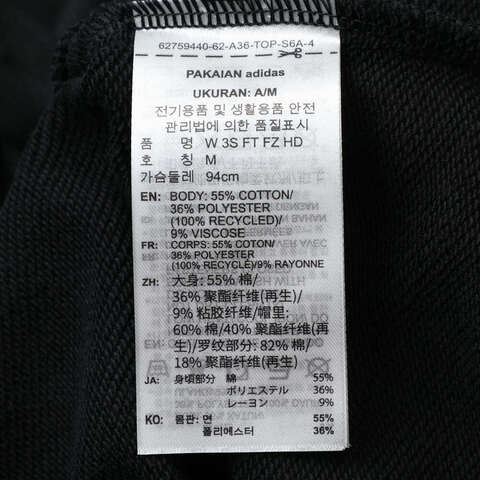 62759440-62-A36-TOP-S6A-4
PAKAIAN adidas
UKURAN: A/M
전기용품 및 생활용품 안전
관리법에 의한 품질표시
품 명 W 3S FT FZ HD
호 칭 M
가슴둘레 94cm
EN: BODY: 55% COTTON/
36% POLYESTER
(100% RECYCLED)/
9% VISCOSE
FR: CORPS: 55% COTON/
36% POLYESTER
(100% RECYCLE)/9% RAYONNE
ZH: 大身: 55% 棉/
36% 聚酯纤维(再生)/
9% 粘胶纤维/帽里:
60% 棉/40% 聚酯纤维
(再生)/罗纹部分: 82% 棉/
18% 聚酯纤维(再生)
JA: 身頃部分 綿 55%
ポリエステル 36%
レーヨン 9%
KO: 몸판: 면 55%
폴리에스터 36%